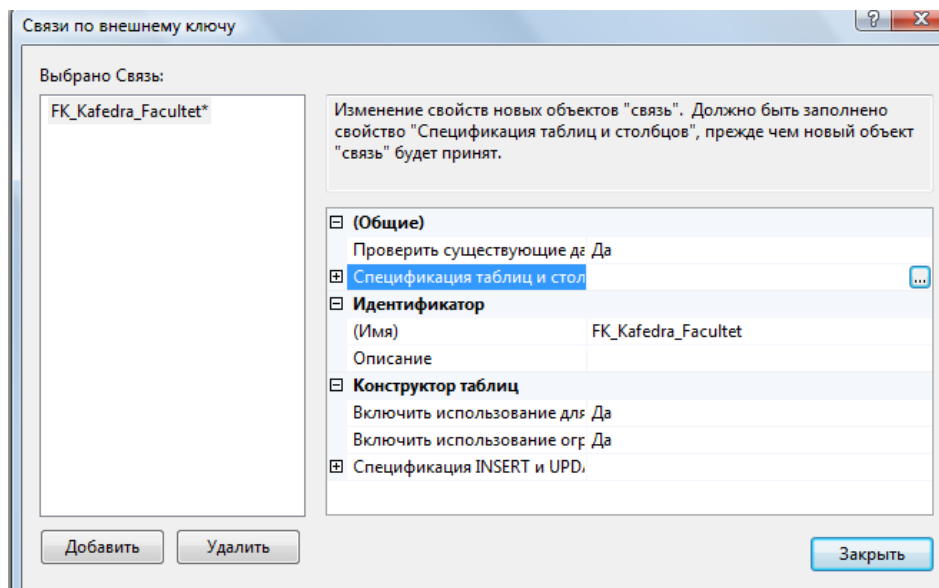 Связи по внешнему ключу
Выбрано Связь:
FK_Kafedra_Facultet*
Изменение свойств новых объектов "связь". Должно быть заполнено
свойство "Спецификация таблиц и столбцов", прежде чем новый объект
"связь" будет принят.
(Общие)
Проверить существующие да Да
Спецификация таблиц и стол ...
Идентификатор
(Имя) FK_Kafedra_Facultet
Описание
Конструктор таблиц
Включить использование для Да
Включить использование огр Да
Спецификация INSERT и UPD
Добавить Удалить
Закрыть